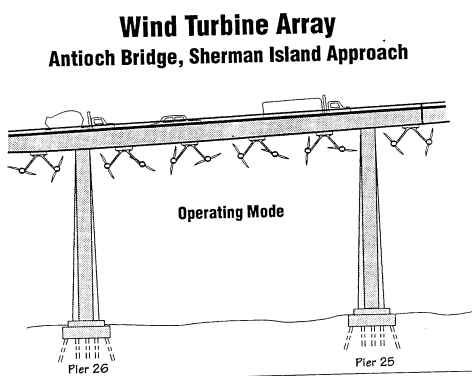 Wind Turbine Array
Antioch Bridge, Sherman Island Approach
Operating Mode
Pier 26
Pier 25